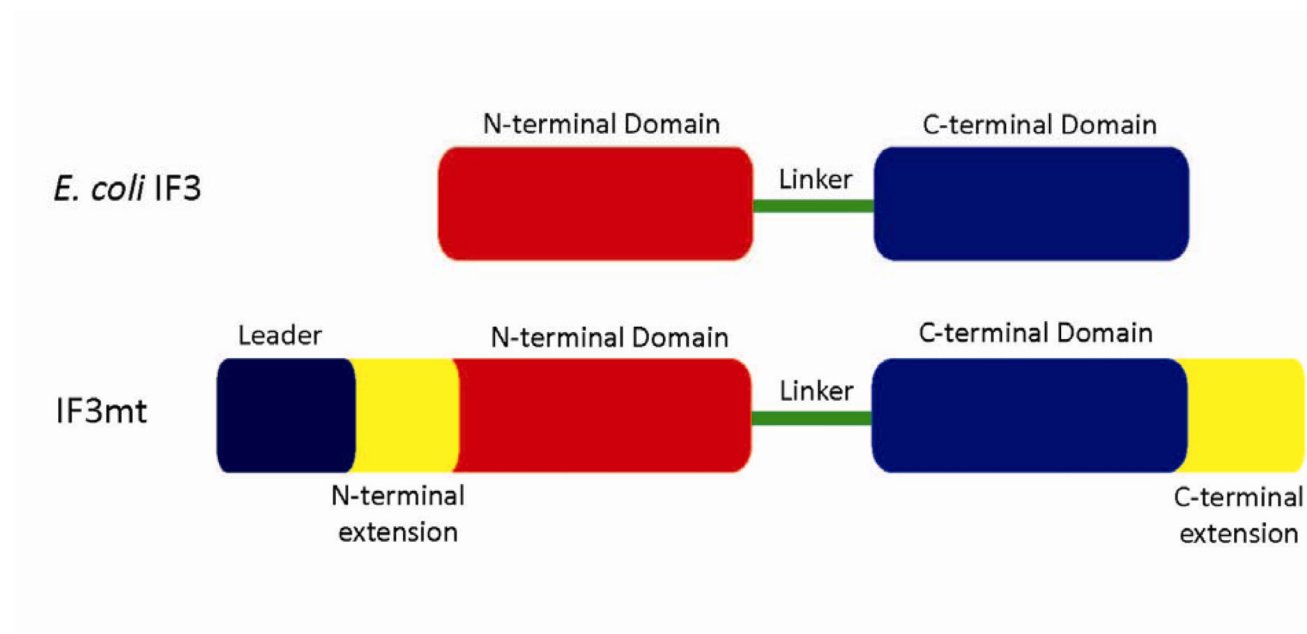 N-terminal Domain
C-terminal Domain
E. coli IF3
Linker
Leader
N-terminal Domain
C-terminal Domain
IF3mt
Linker
N-terminal
extension
C-terminal
extension